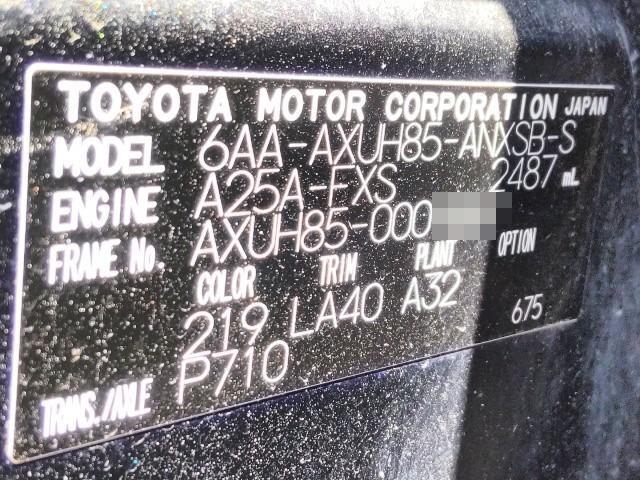 TOYOTA MOTOR CORPORATION JAPAN
MODEL 6AA-AXUH85-ANXSB-S
ENGINE A25A-FXS 2487 mL
FRAME No. AXUH85-000
COLOR TRIM PLANT OPTION
219 LA40 A32 675
TRANS./AXLE P710